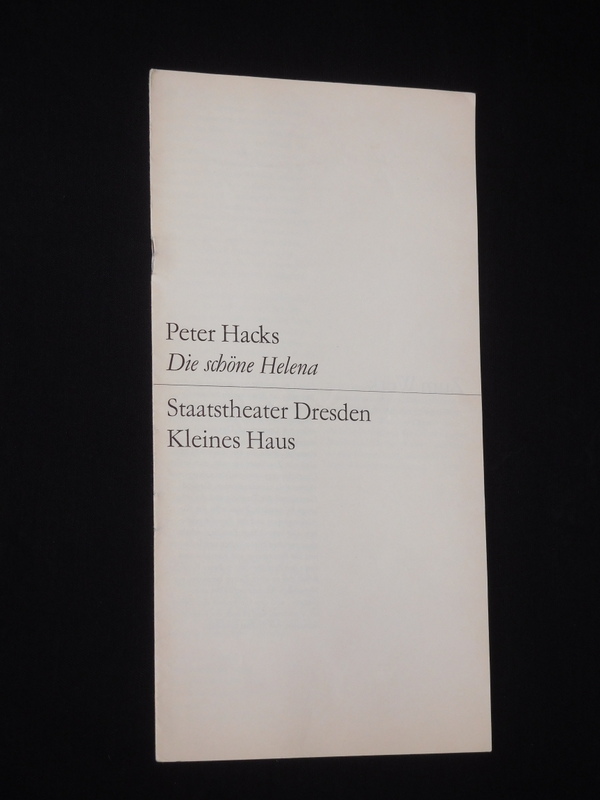 Peter Hacks
Die schöne Helena
Staatstheater Dresden
Kleines Haus